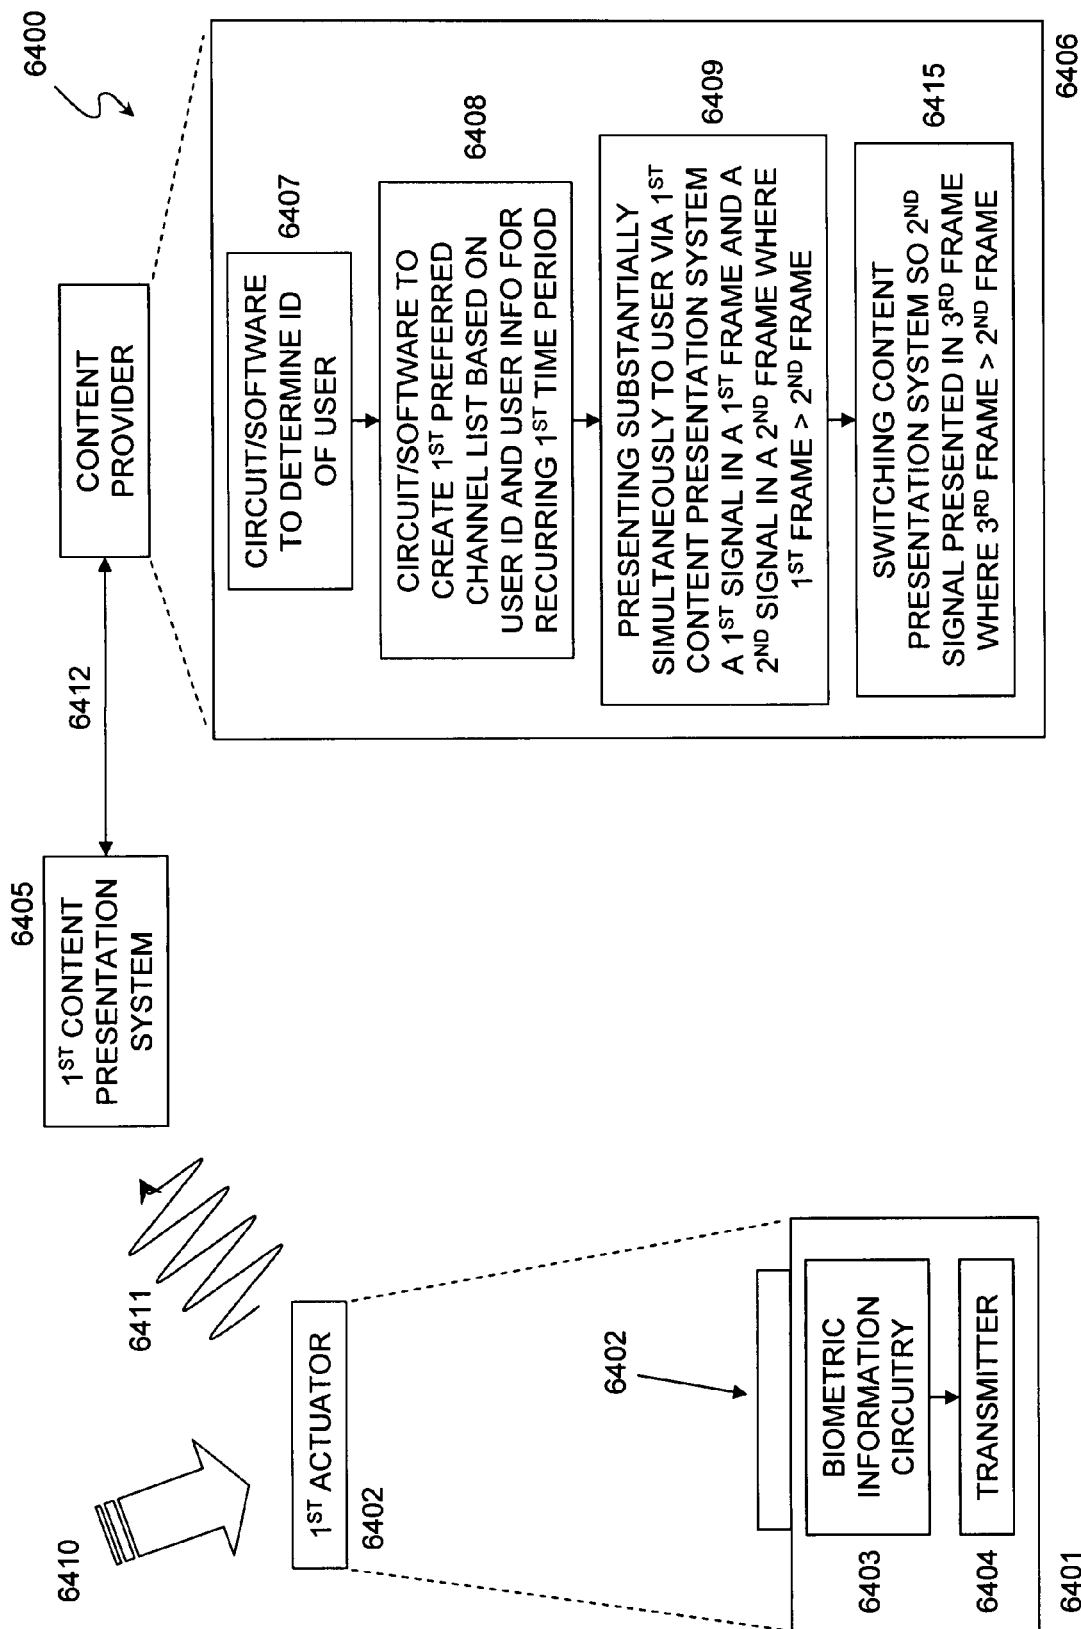 6400
CONTENT
PROVIDER
6412
6405
1ST CONTENT
PRESENTATION
SYSTEM
6407
CIRCUIT/SOFTWARE
TO DETERMINE ID
OF USER
6408
CIRCUIT/SOFTWARE TO
CREATE 1ST PREFERRED
CHANNEL LIST BASED ON
USER ID AND USER INFO FOR
RECURRING 1ST TIME PERIOD
6409
PRESENTING SUBSTANTIALLY
SIMULTANEOUSLY TO USER VIA 1ST
CONTENT PRESENTATION SYSTEM
A 1ST SIGNAL IN A 1ST FRAME AND A
2ND SIGNAL IN A 2ND FRAME WHERE
1ST FRAME > 2ND FRAME
6415
SWITCHING CONTENT
PRESENTATION SYSTEM SO 2ND
SIGNAL PRESENTED IN 3RD FRAME
WHERE 3RD FRAME > 2ND FRAME
6406
6410
6411
1ST ACTUATOR
6402
6402
BIOMETRIC
INFORMATION
CIRCUITRY
6403
TRANSMITTER
6404
6401